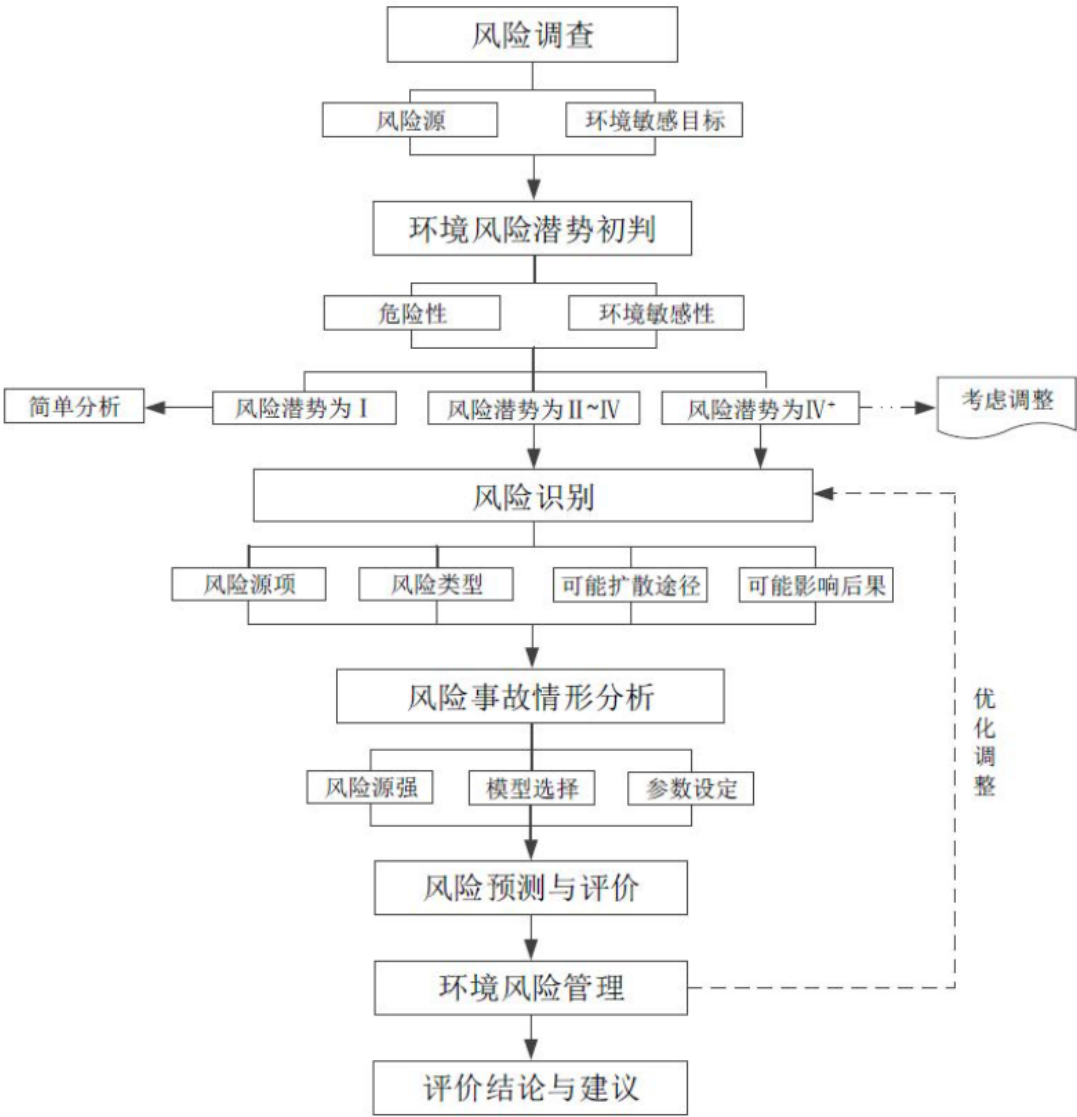 风险调查
风险源
环境敏感目标
环境风险潜势初判
危险性
环境敏感性
简单分析
风险潜势为Ⅰ
风险潜势为Ⅱ~Ⅳ
风险潜势为Ⅳ⁺
考虑调整
风险识别
风险源项
风险类型
可能扩散途径
可能影响后果
风险事故情形分析
优化调整
风险源强
模型选择
参数设定
风险预测与评价
环境风险管理
评价结论与建议